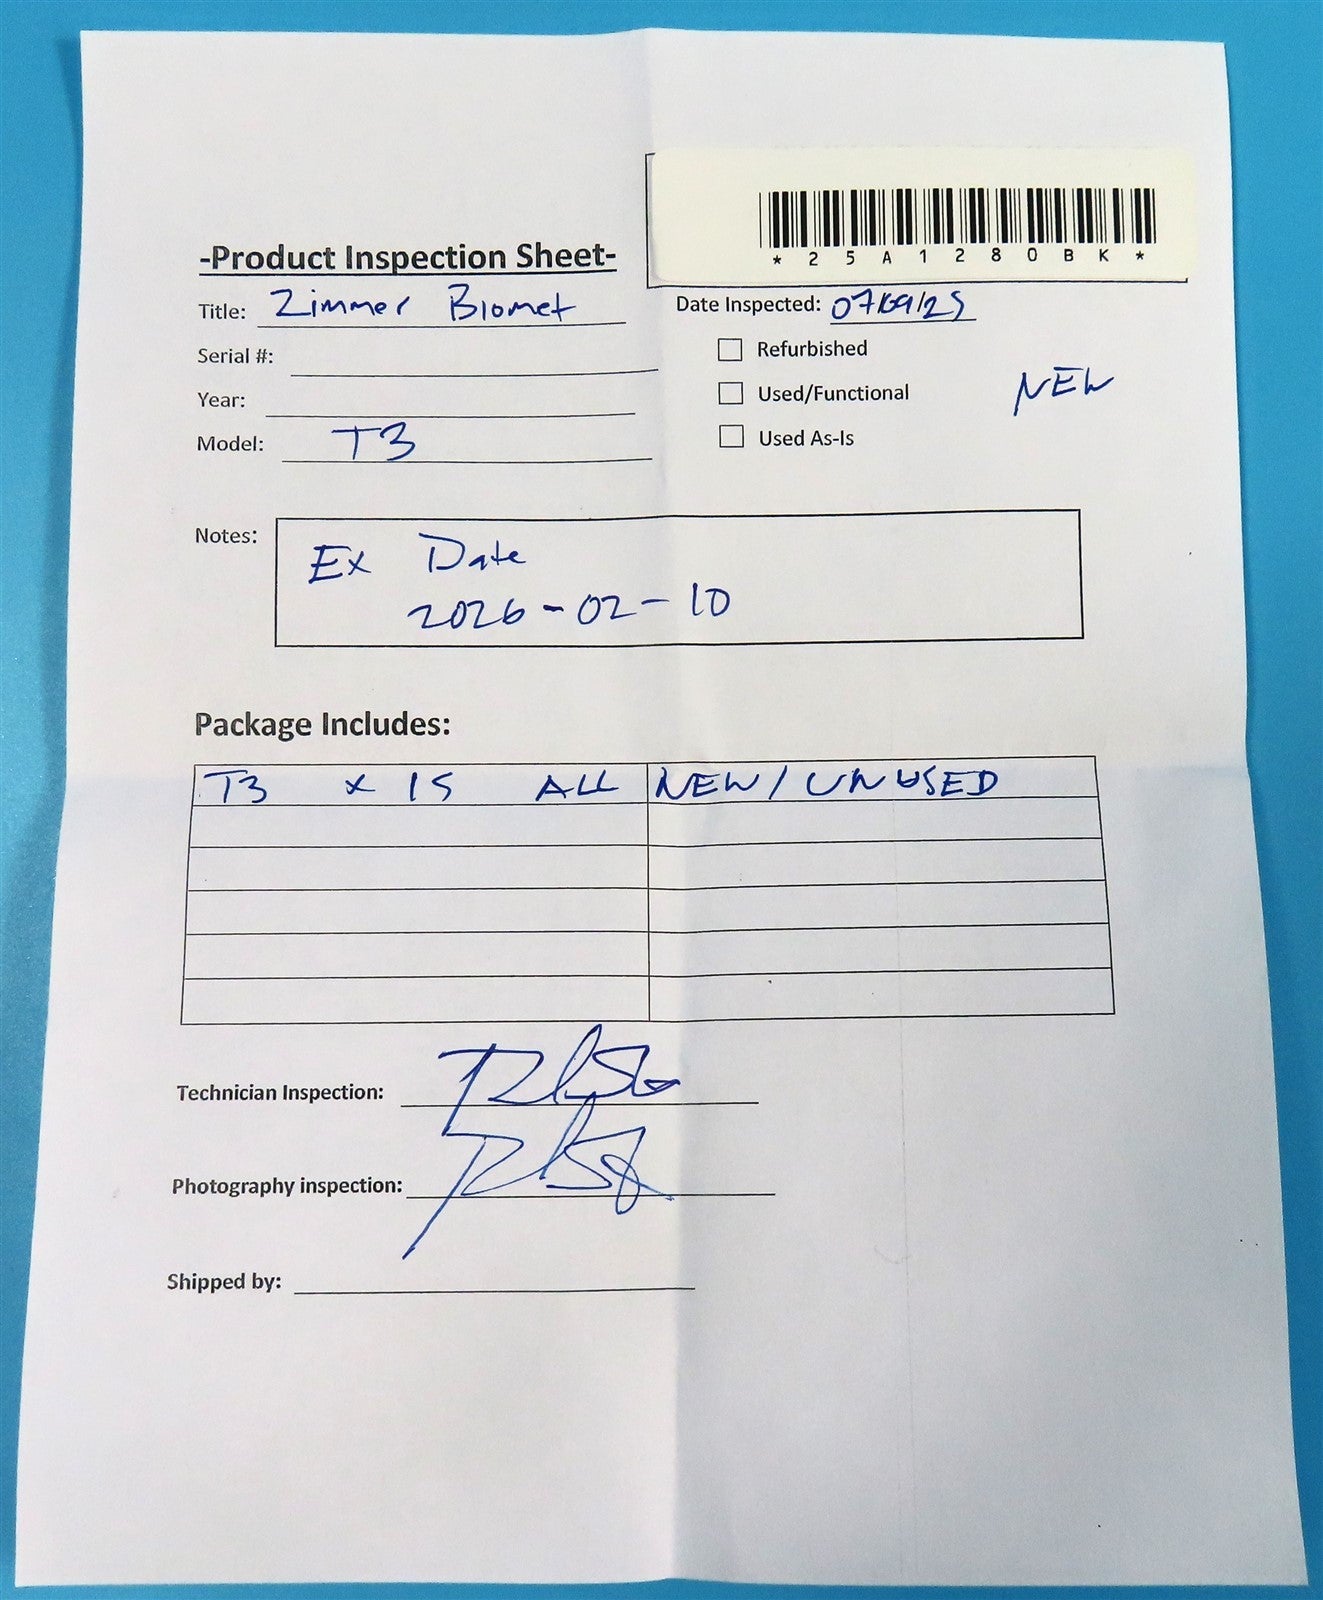 *25A1280BK*
-Product Inspection Sheet-
Title: Zimmer Biomet
Date Inspected: 07/09/25
Serial #:
Refurbished
Year:
Used/Functional
NEW
Model: T3
Used As-Is
Notes:
Ex Date
2026-02-10
Package Includes:
T3 x 15 ALL NEW/UNUSED
Technician Inspection:
Photography inspection:
Shipped by: